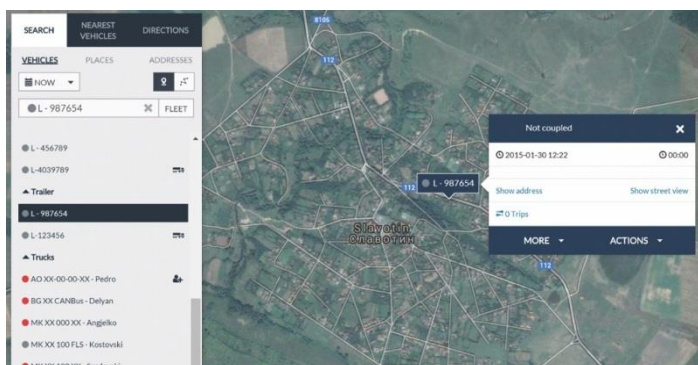 SEARCH
NEAREST VEHICLES
DIRECTIONS
VEHICLES
PLACES
ADDRESSES
NOW
L - 987654
FLEET
L - 456789
L-4039789
Trailer
L - 987654
L-123456
Trucks
AO XX-00-00-XX - Pedro
BG XX CANBus - Delyan
MK XX 000 XX - Angjelko
MK XX 100 FLS - Kostovski
8105
112
112
L - 987654
Slavotin
Славотин
112
Not coupled
2015-01-30 12:22
00:00
Show address
Show street view
0 Trips
MORE
ACTIONS